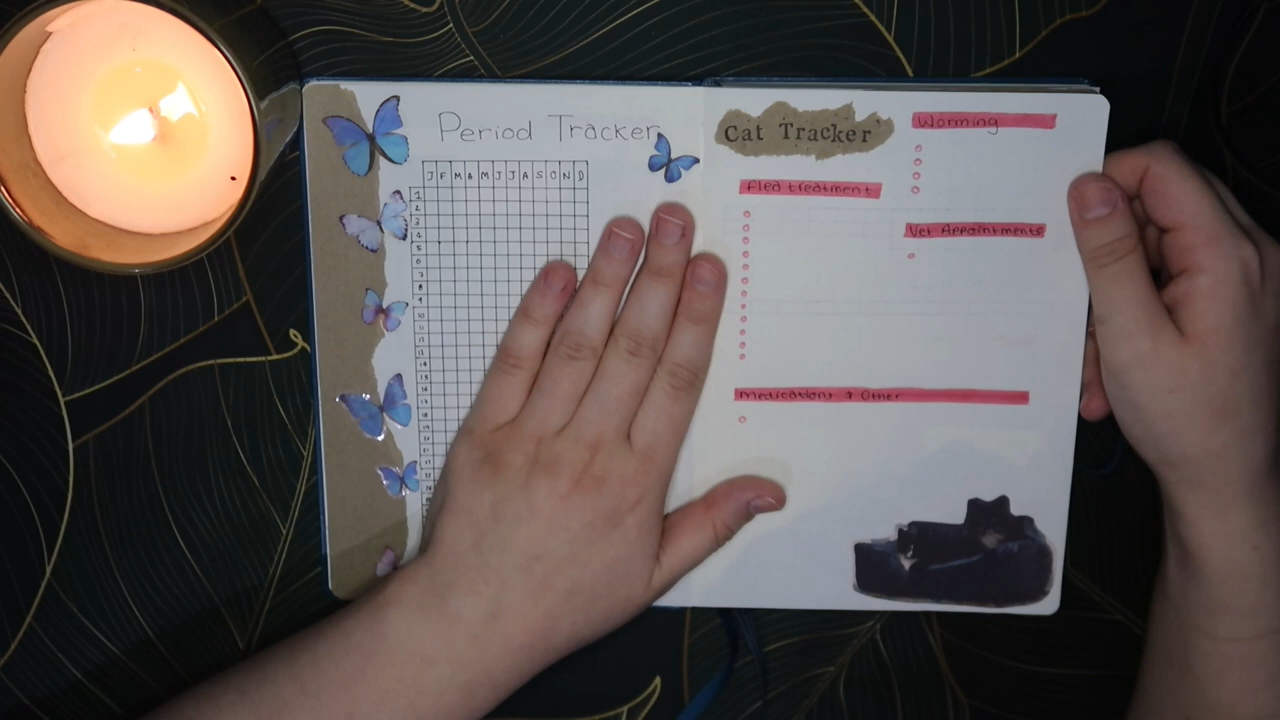 Period Tracker
J F M A M J J A S O N D
1
2
3
4
5
6
7
8
9
10
11
12
13
14
15
16
17
18
19
Cat Tracker
Flea treatment
Worming
Vet Appointments
Medications & Other